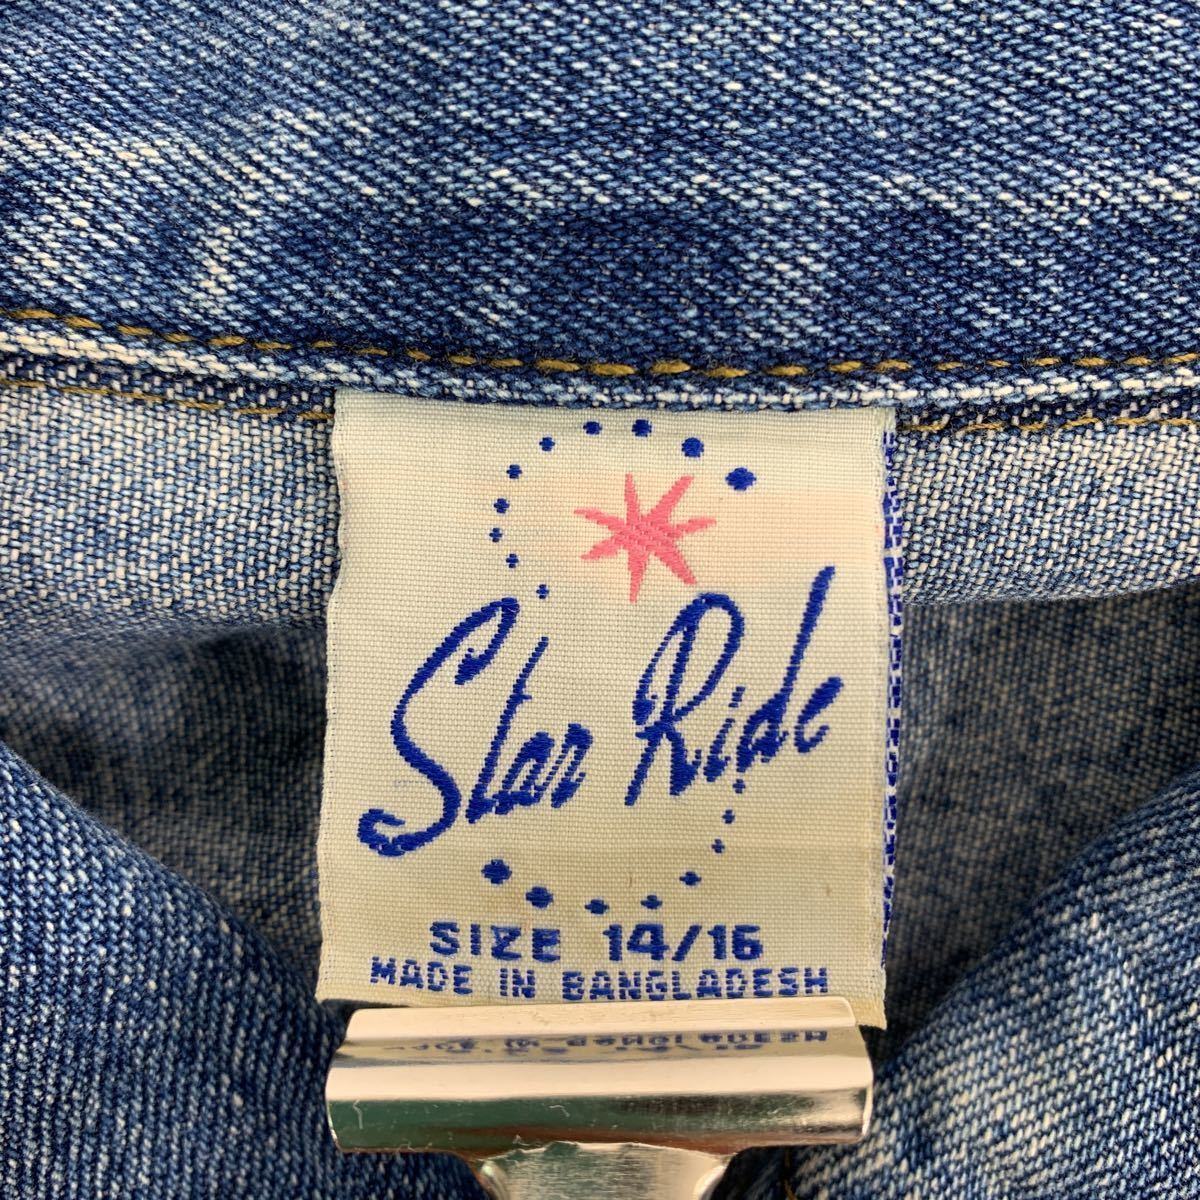 Star Ride
SIZE 14/16
MADE IN BANGLADESH